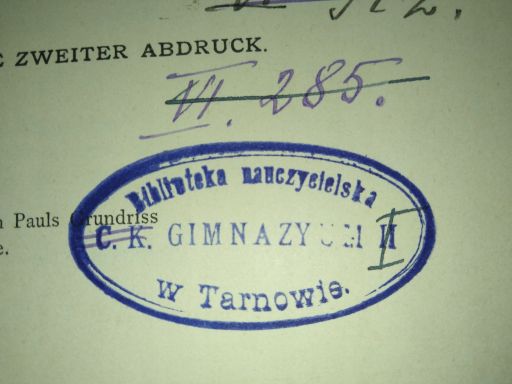 ZWEITER ABDRUCK.
VI. 285.
Biblioteka nauczycielska
Pauls Grundriss
C. K. GIMNAZYUM II
I
w Tarnowie.